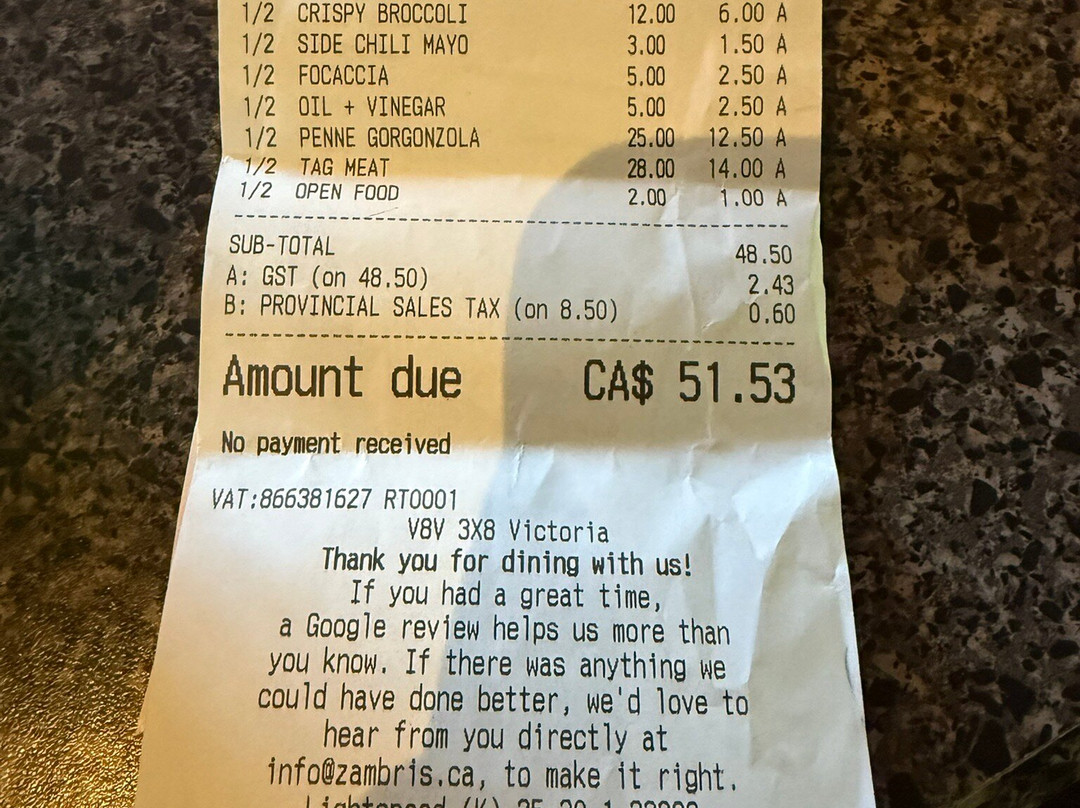 1/2 CRISPY BROCCOLI 12.00 6.00 A
1/2 SIDE CHILI MAYO 3.00 1.50 A
1/2 FOCACCIA 5.00 2.50 A
1/2 OIL + VINEGAR 5.00 2.50 A
1/2 PENNE GORGONZOLA 25.00 12.50 A
1/2 TAG MEAT 28.00 14.00 A
1/2 OPEN FOOD 2.00 1.00 A
SUB-TOTAL 48.50
A: GST (on 48.50) 2.43
B: PROVINCIAL SALES TAX (on 8.50) 0.60
Amount due CA$ 51.53
No payment received
VAT:866381627 RT0001
V8V 3X8 Victoria
Thank you for dining with us!
If you had a great time,
a Google review helps us more than
you know. If there was anything we
could have done better, we'd love to
hear from you directly at
info@zambris.ca, to make it right.
Lightspeed (K)